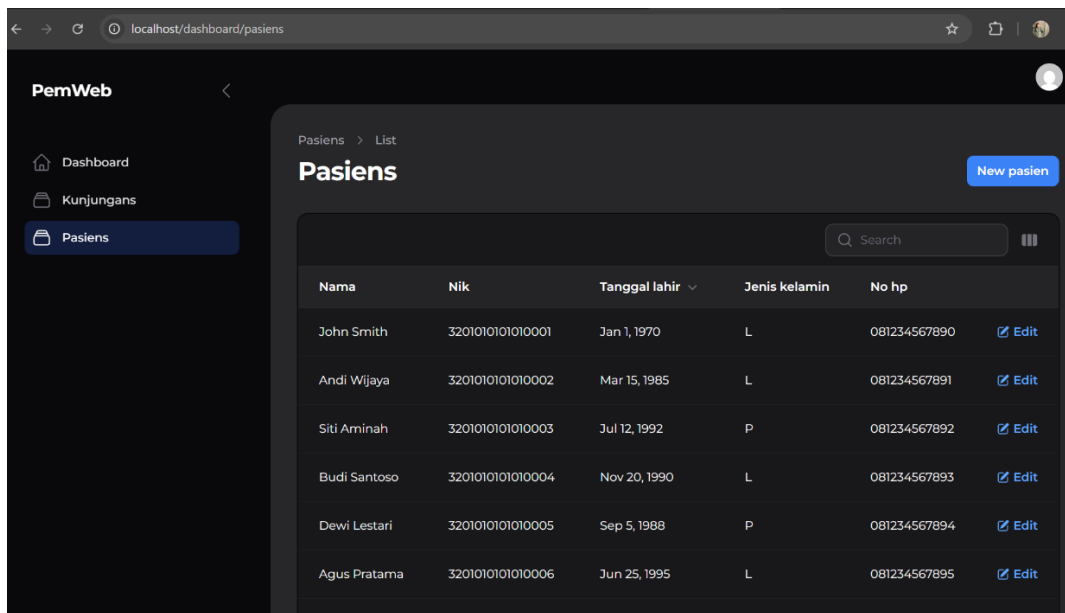 localhost/dashboard/pasiens
PemWeb
Dashboard
Kunjungans
Pasiens
Pasiens > List
Pasiens
New pasien
Search
Nama Nik Tanggal lahir Jenis kelamin No hp
John Smith 3201010101010001 Jan 1, 1970 L 081234567890 Edit
Andi Wijaya 3201010101010002 Mar 15, 1985 L 081234567891 Edit
Siti Aminah 3201010101010003 Jul 12, 1992 P 081234567892 Edit
Budi Santoso 3201010101010004 Nov 20, 1990 L 081234567893 Edit
Dewi Lestari 3201010101010005 Sep 5, 1988 P 081234567894 Edit
Agus Pratama 3201010101010006 Jun 25, 1995 L 081234567895 Edit